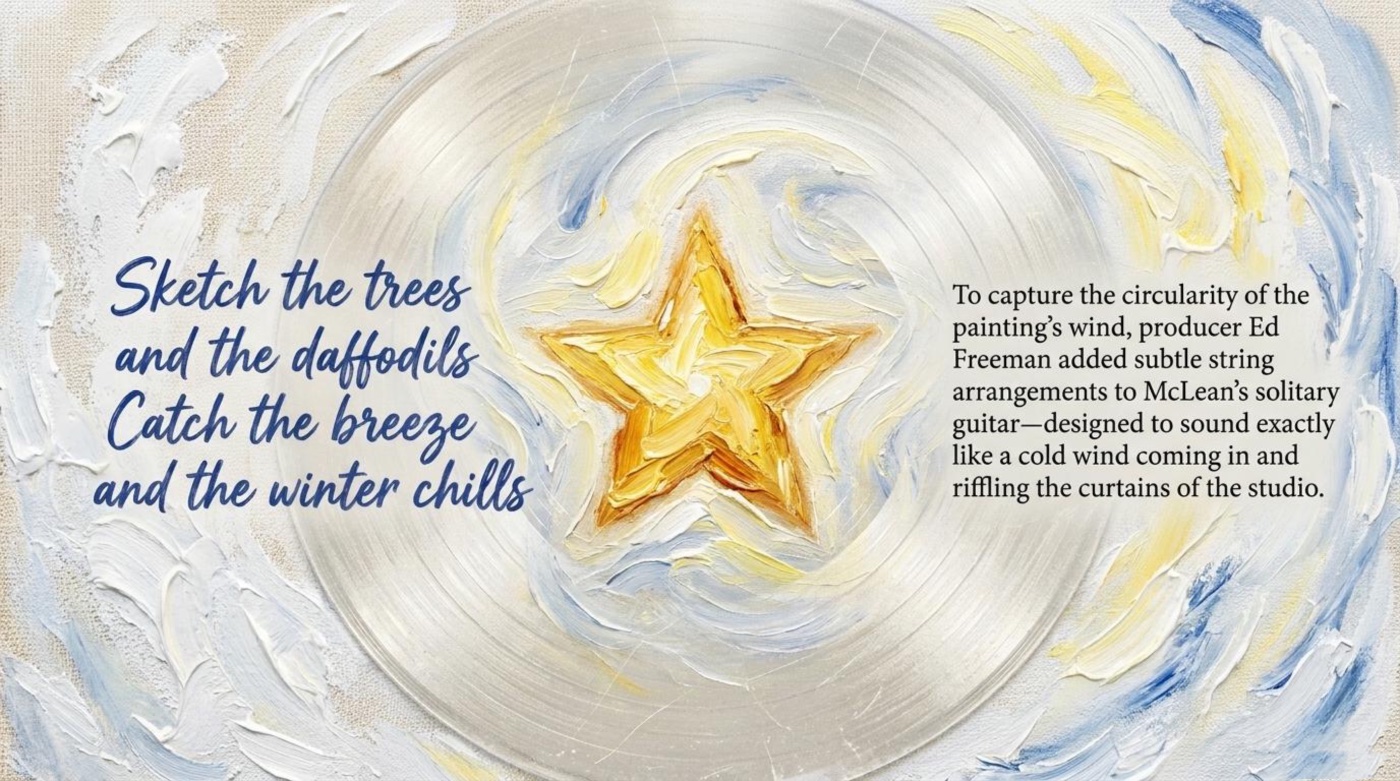 Sketch the trees
and the daffodils
Catch the breeze
and the winter chills
To capture the circularity of the
painting’s wind, producer Ed
Freeman added subtle string
arrangements to McLean’s solitary
guitar—designed to sound exactly
like a cold wind coming in and
riffling the curtains of the studio.